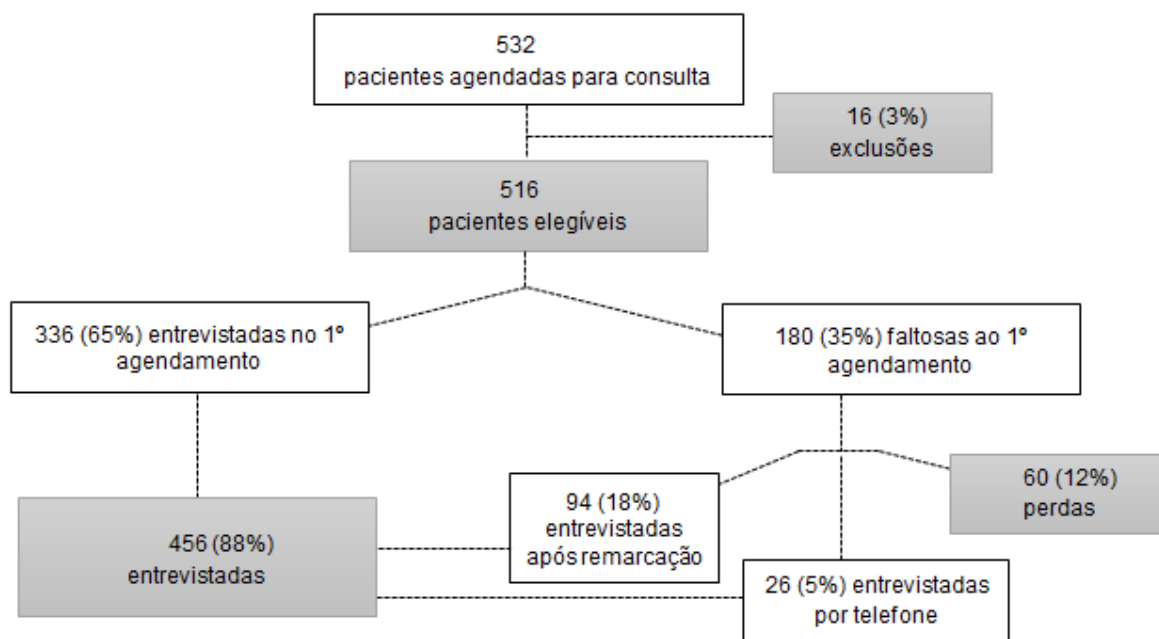 532
pacientes agendadas para consulta
16 (3%)
exclusões
516
pacientes elegíveis
336 (65%) entrevistadas no 1º
agendamento
180 (35%) faltosas ao 1º
agendamento
94 (18%)
entrevistadas
após remarcação
60 (12%)
perdas
456 (88%)
entrevistadas
26 (5%) entrevistadas
por telefone